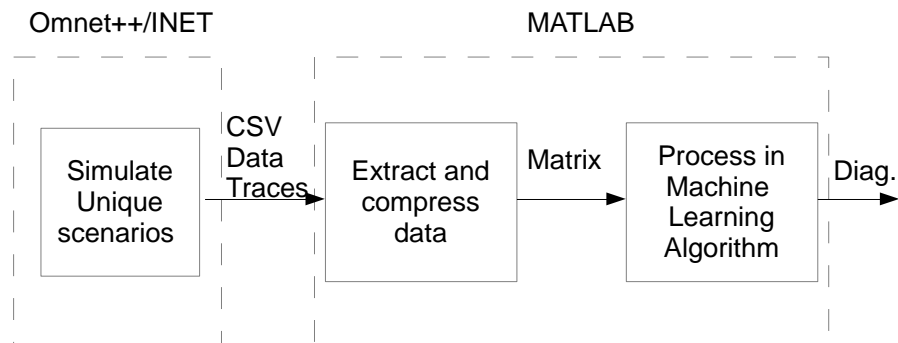 Omnet++/INET
MATLAB
Simulate
Unique
scenarios
CSV
Data
Traces
Extract and
compress
data
Matrix
Process in
Machine
Learning
Algorithm
Diag.